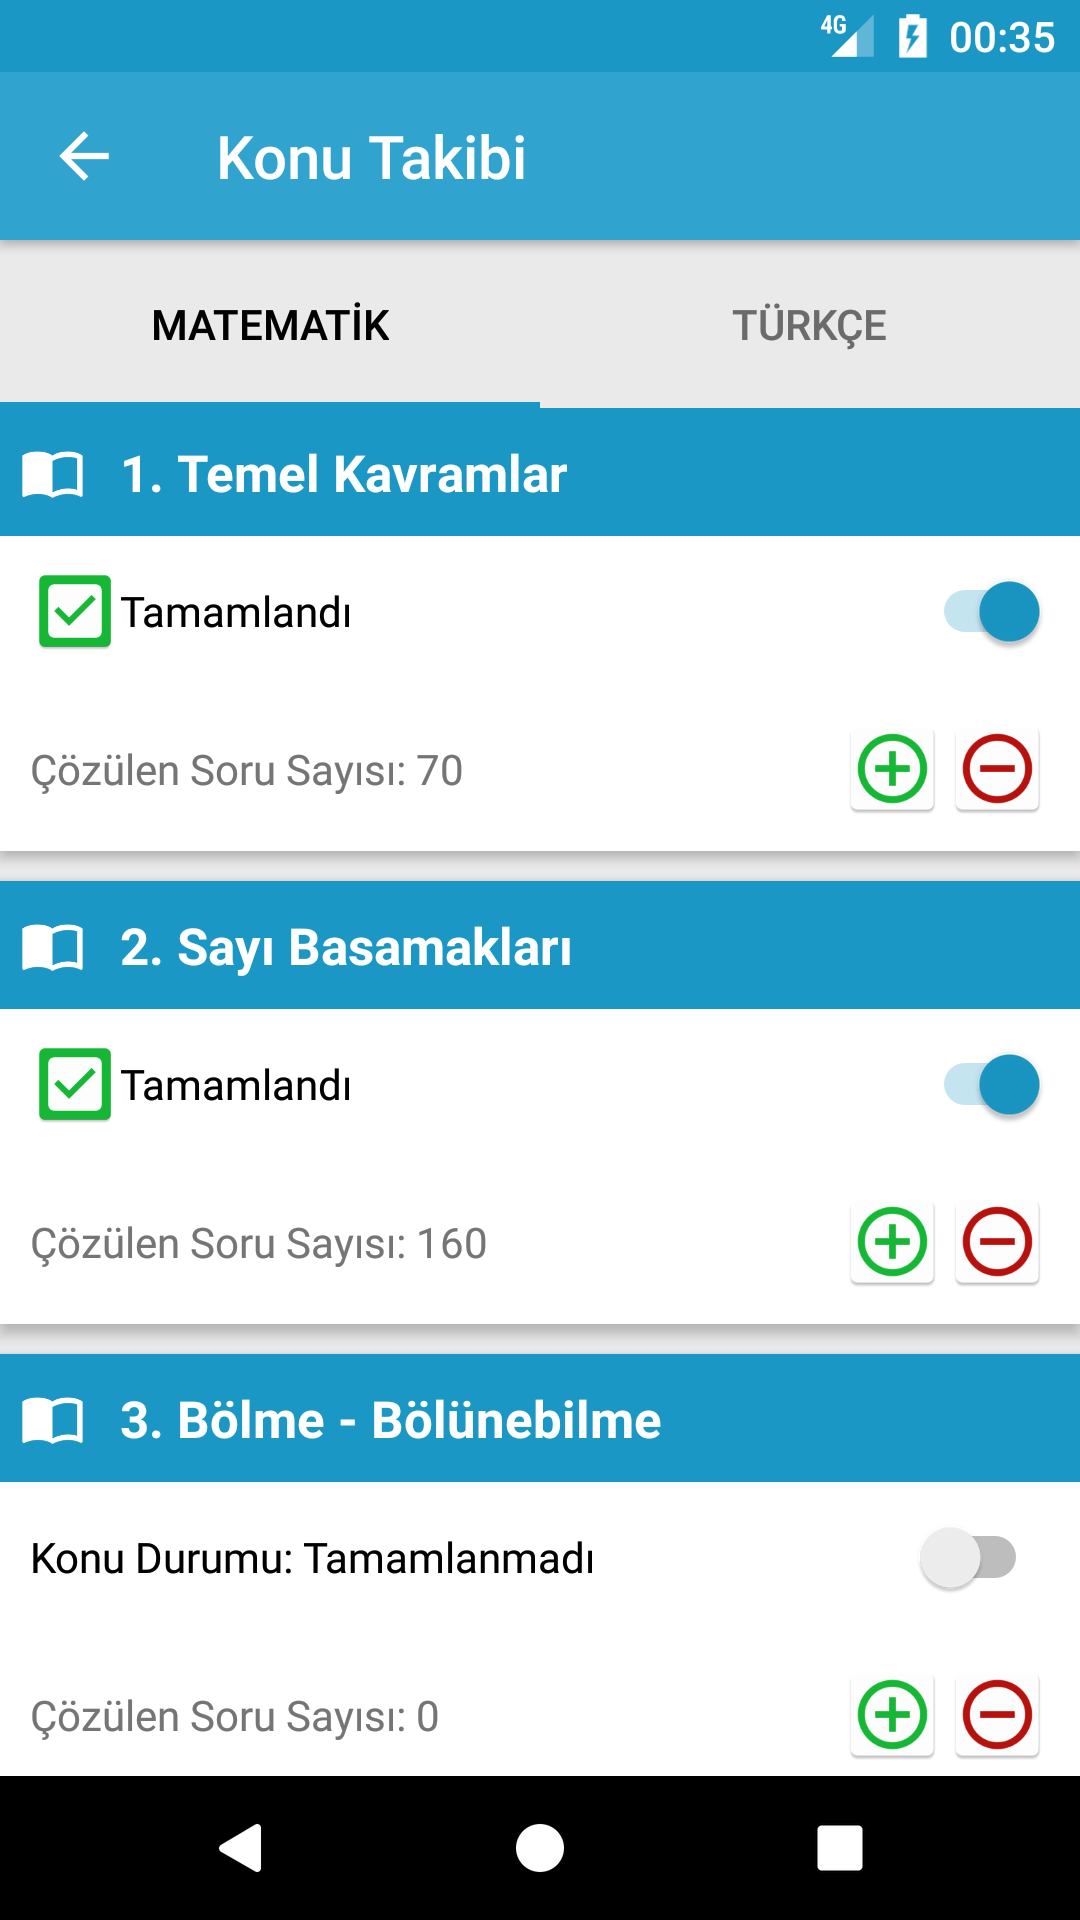 4G 00:35
Konu Takibi
MATEMATİK TÜRKÇE
1. Temel Kavramlar
Tamamlandı
Çözülen Soru Sayısı: 70
2. Sayı Basamakları
Tamamlandı
Çözülen Soru Sayısı: 160
3. Bölme - Bölünebilme
Konu Durumu: Tamamlanmadı
Çözülen Soru Sayısı: 0